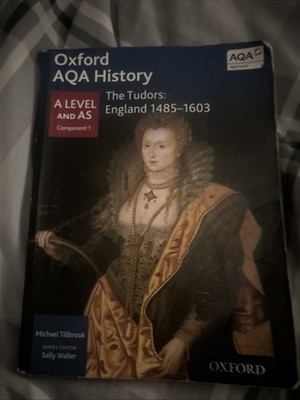 Oxford
AQA History
AQA
Approved
A LEVEL
AND AS
Component 1
The Tudors:
England 1485–1603
Michael Tillbrook
SERIES EDITOR
Sally Waller
OXFORD